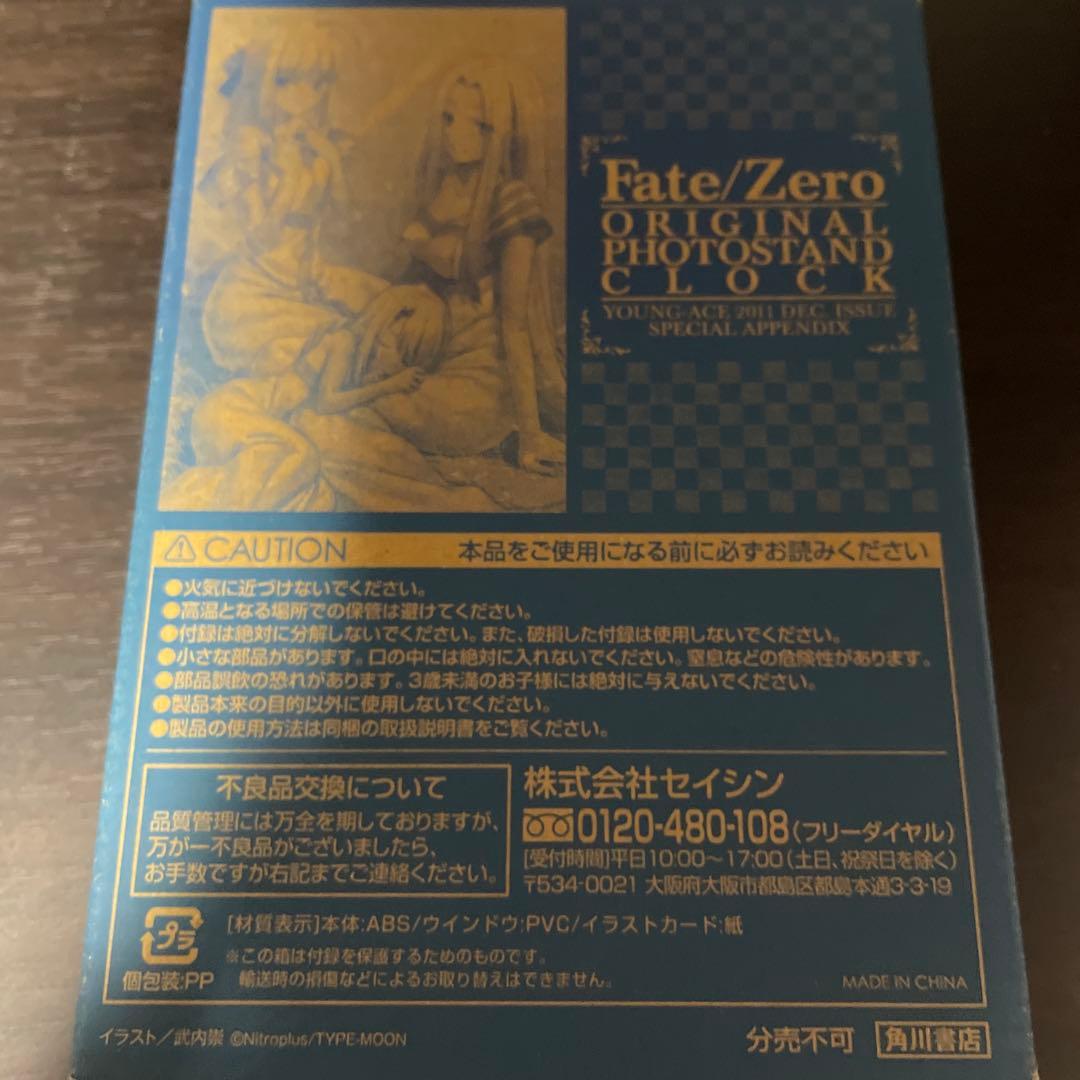 Fate/Zero
ORIGINAL
PHOTOSTAND
CLOCK
YOUNG-ACE 2011 DEC. ISSUE
SPECIAL APPENDIX
CAUTION 本品をご使用になる前に必ずお読みください
●火気に近づけないでください。
●高温となる場所での保管は避けてください。
●付録は絶対に分解しないでください。また、破損した付録は使用しないでください。
●小さな部品があります。口の中には絶対に入れないでください。窒息などの危険性があります。
●部品誤飲の恐れがあります。3歳未満のお子様には絶対に与えないでください。
●製品本来の目的以外に使用しないでください。
●製品の使用方法は同梱の取扱説明書をご覧ください。
不良品交換について
品質管理には万全を期しておりますが、
万が一不良品がございましたら、
お手数ですが右記までご連絡ください。
株式会社セイシン
0120-480-108(フリーダイヤル)
[受付時間]平日10:00〜17:00(土日、祝祭日を除く)
〒534-0021 大阪府大阪市都島区都島本通3-3-19
プラ
個包装:PP
[材質表示]本体:ABS/ウインドウ:PVC/イラストカード:紙
※この箱は付録を保護するためのものです。
輸送時の損傷などによるお取り替えはできません。
MADE IN CHINA
イラスト/武内崇 ©Nitroplus/TYPE-MOON
分売不可 角川書店